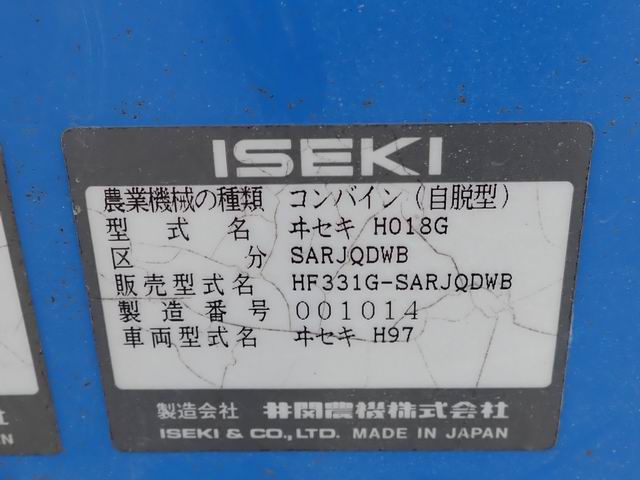 ISEKI
農業機械の種類 コンバイン(自脱型)
型式名 ヰセキ HO18G
区分 SARJQDWB
販売型式名 HF331G-SARJQDWB
製造番号 001014
車両型式名 ヰセキ H97
製造会社 井関農機株式会社
ISEKI & CO.,LTD. MADE IN JAPAN